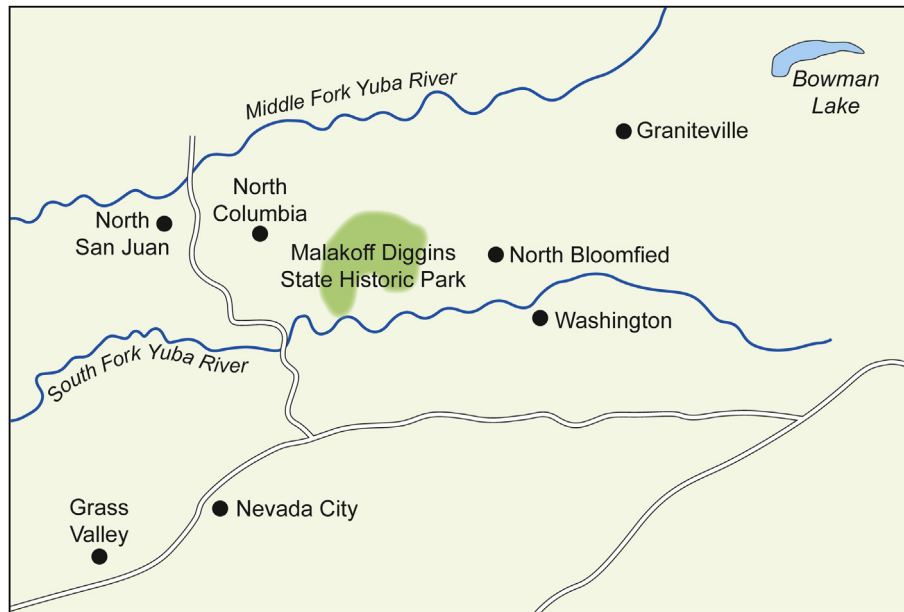 Middle Fork Yuba River
Bowman
Lake
Graniteville
North
Columbia
North
San Juan
Malakoff Diggins
State Historic Park
North Bloomfied
Washington
South Fork Yuba River
Grass
Valley
Nevada City